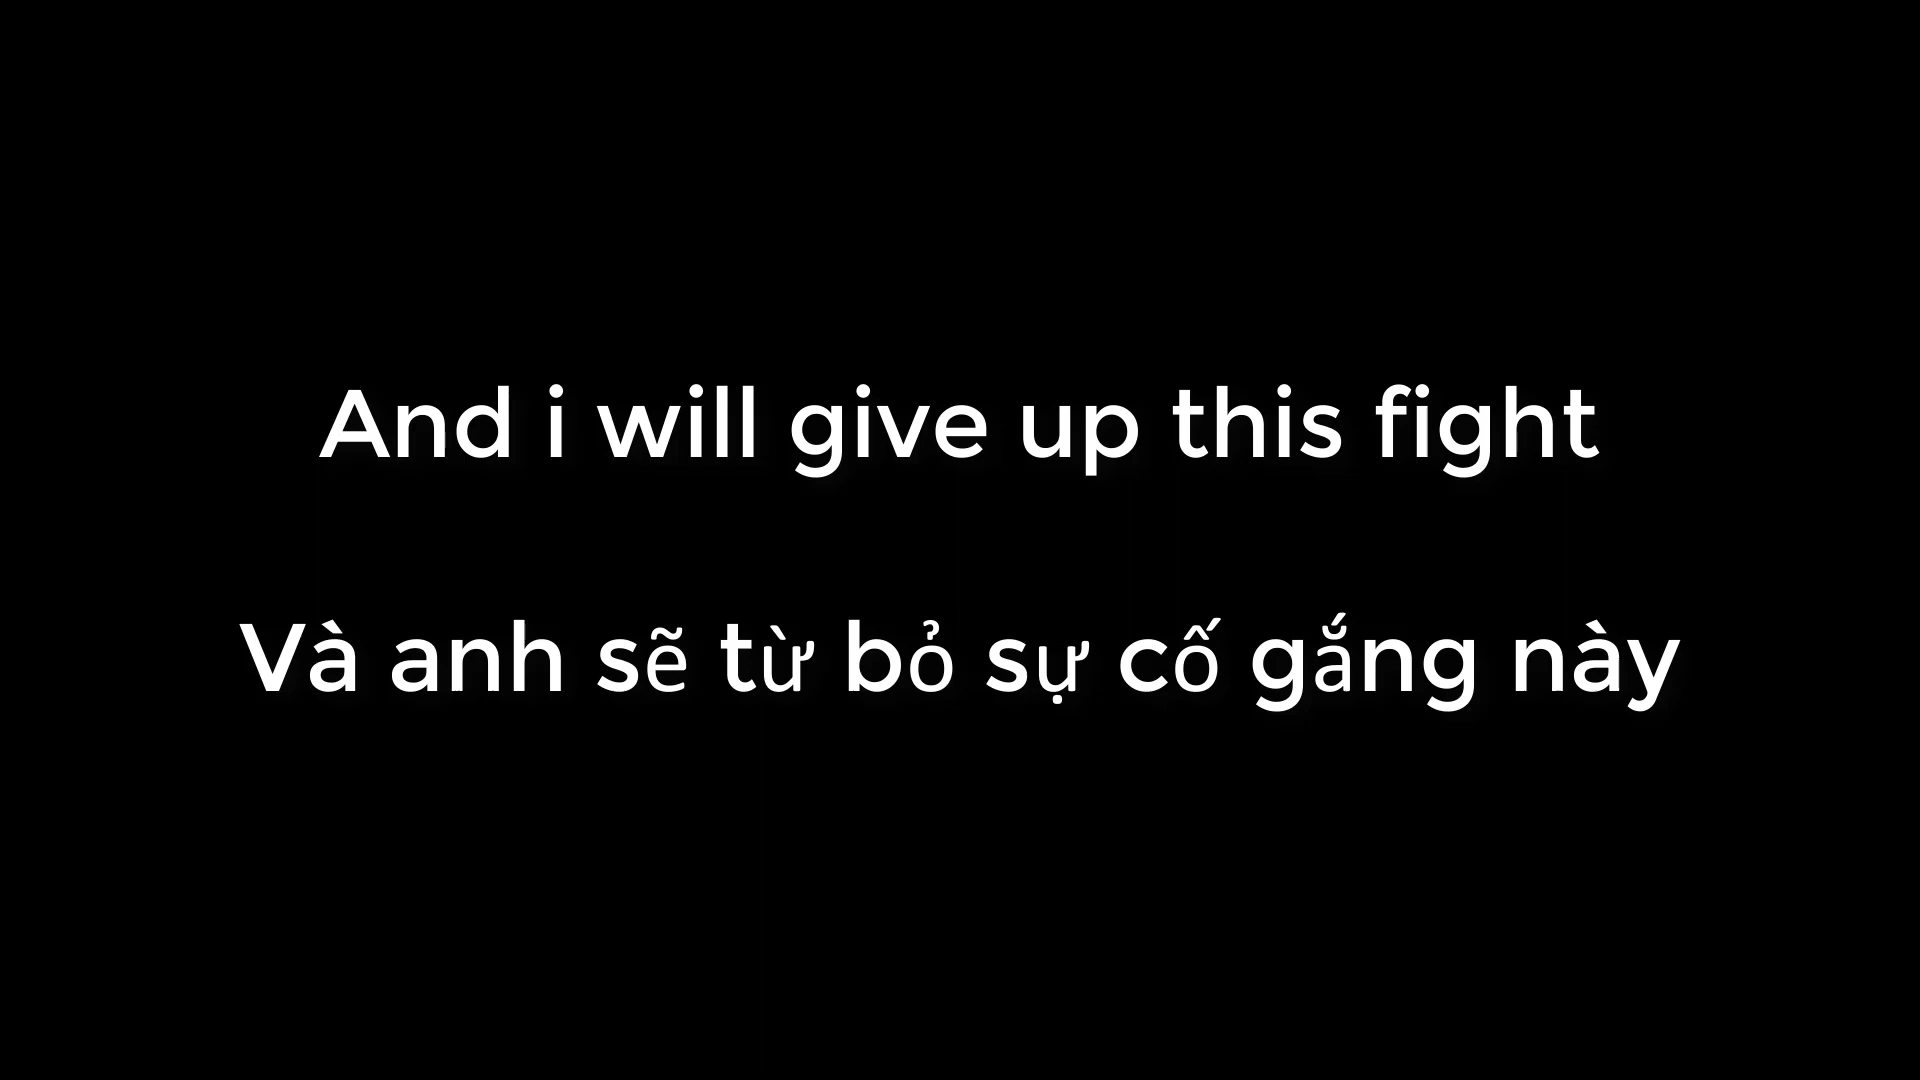 And i will give up this fight
Và anh sẽ từ bỏ sự cố gắng này